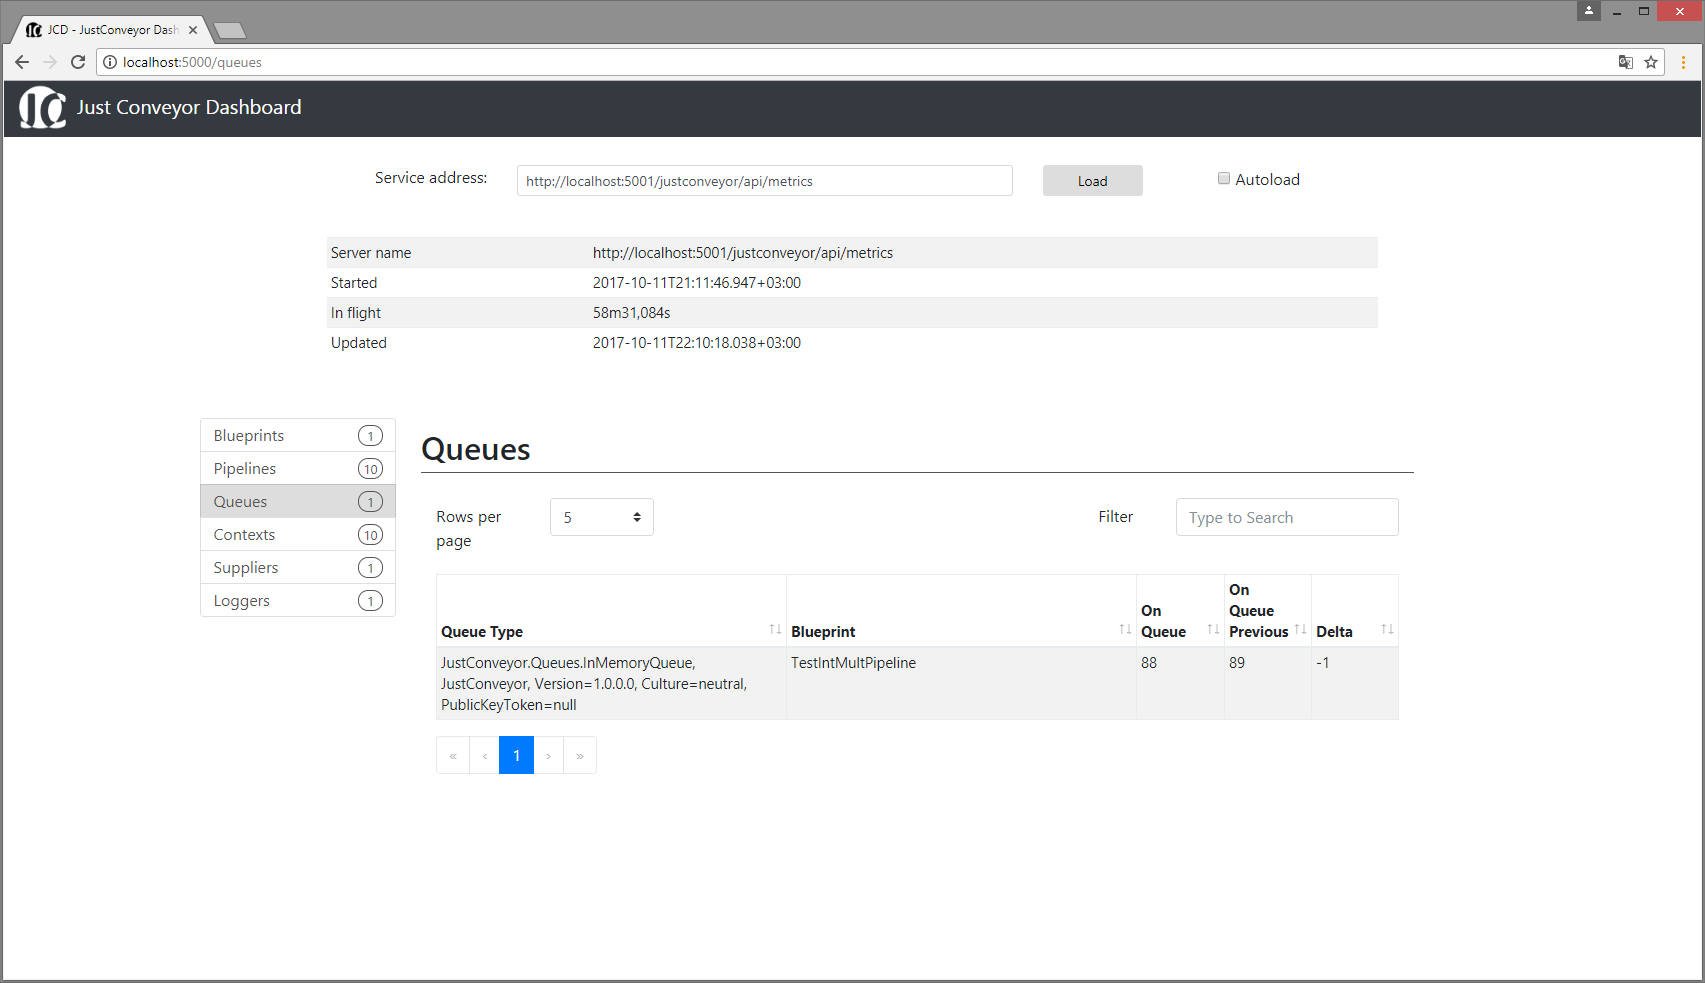 JCD - JustConveyor Dash
localhost:5000/queues
JC Just Conveyor Dashboard
Service address: http://localhost:5001/justconveyor/api/metrics Load Autoload
Server name http://localhost:5001/justconveyor/api/metrics
Started 2017-10-11T21:11:46.947+03:00
In flight 58m31,084s
Updated 2017-10-11T22:10:18.038+03:00
Blueprints 1
Pipelines 10
Queues 1
Contexts 10
Suppliers 1
Loggers 1
Queues
Rows per
page
5
Filter Type to Search
Queue Type
Blueprint
On
Queue
On
Queue
Previous
Delta
JustConveyor.Queues.InMemoryQueue,
JustConveyor, Version=1.0.0.0, Culture=neutral,
PublicKeyToken=null
TestIntMultPipeline
88
89
-1
« ‹ 1 › »